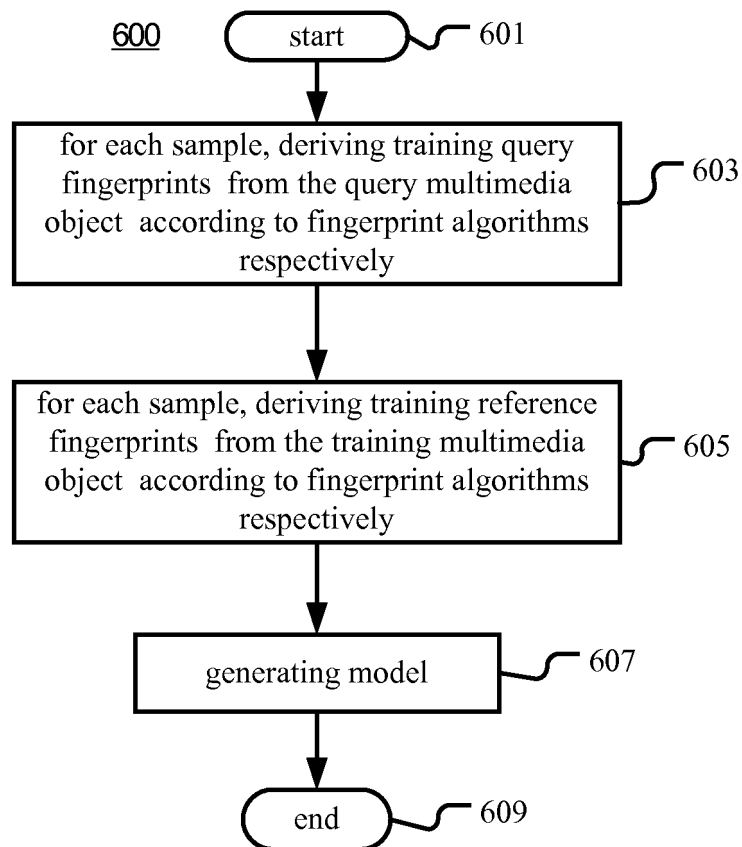 600
start
601
for each sample, deriving training query
fingerprints from the query multimedia
object according to fingerprint algorithms
respectively
603
for each sample, deriving training reference
fingerprints from the training multimedia
object according to fingerprint algorithms
respectively
605
generating model
607
end
609